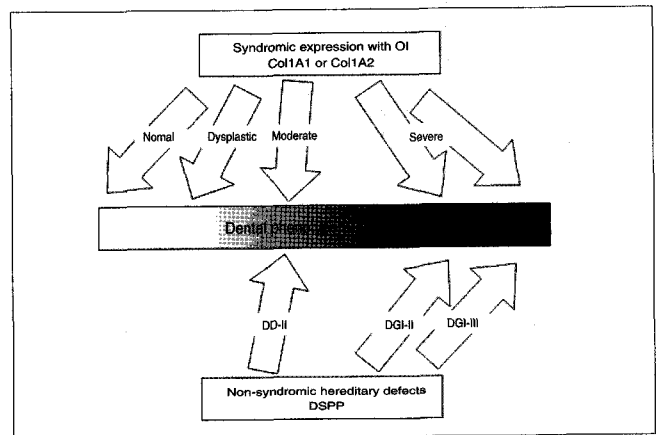 Syndromic expression with OI
Col1A1 or Col1A2
Nomal
Dysplastic
Moderate
Severe
Dental
DD-II
DGI-II
DGI-III
Non-syndromic hereditary defects
DSPP